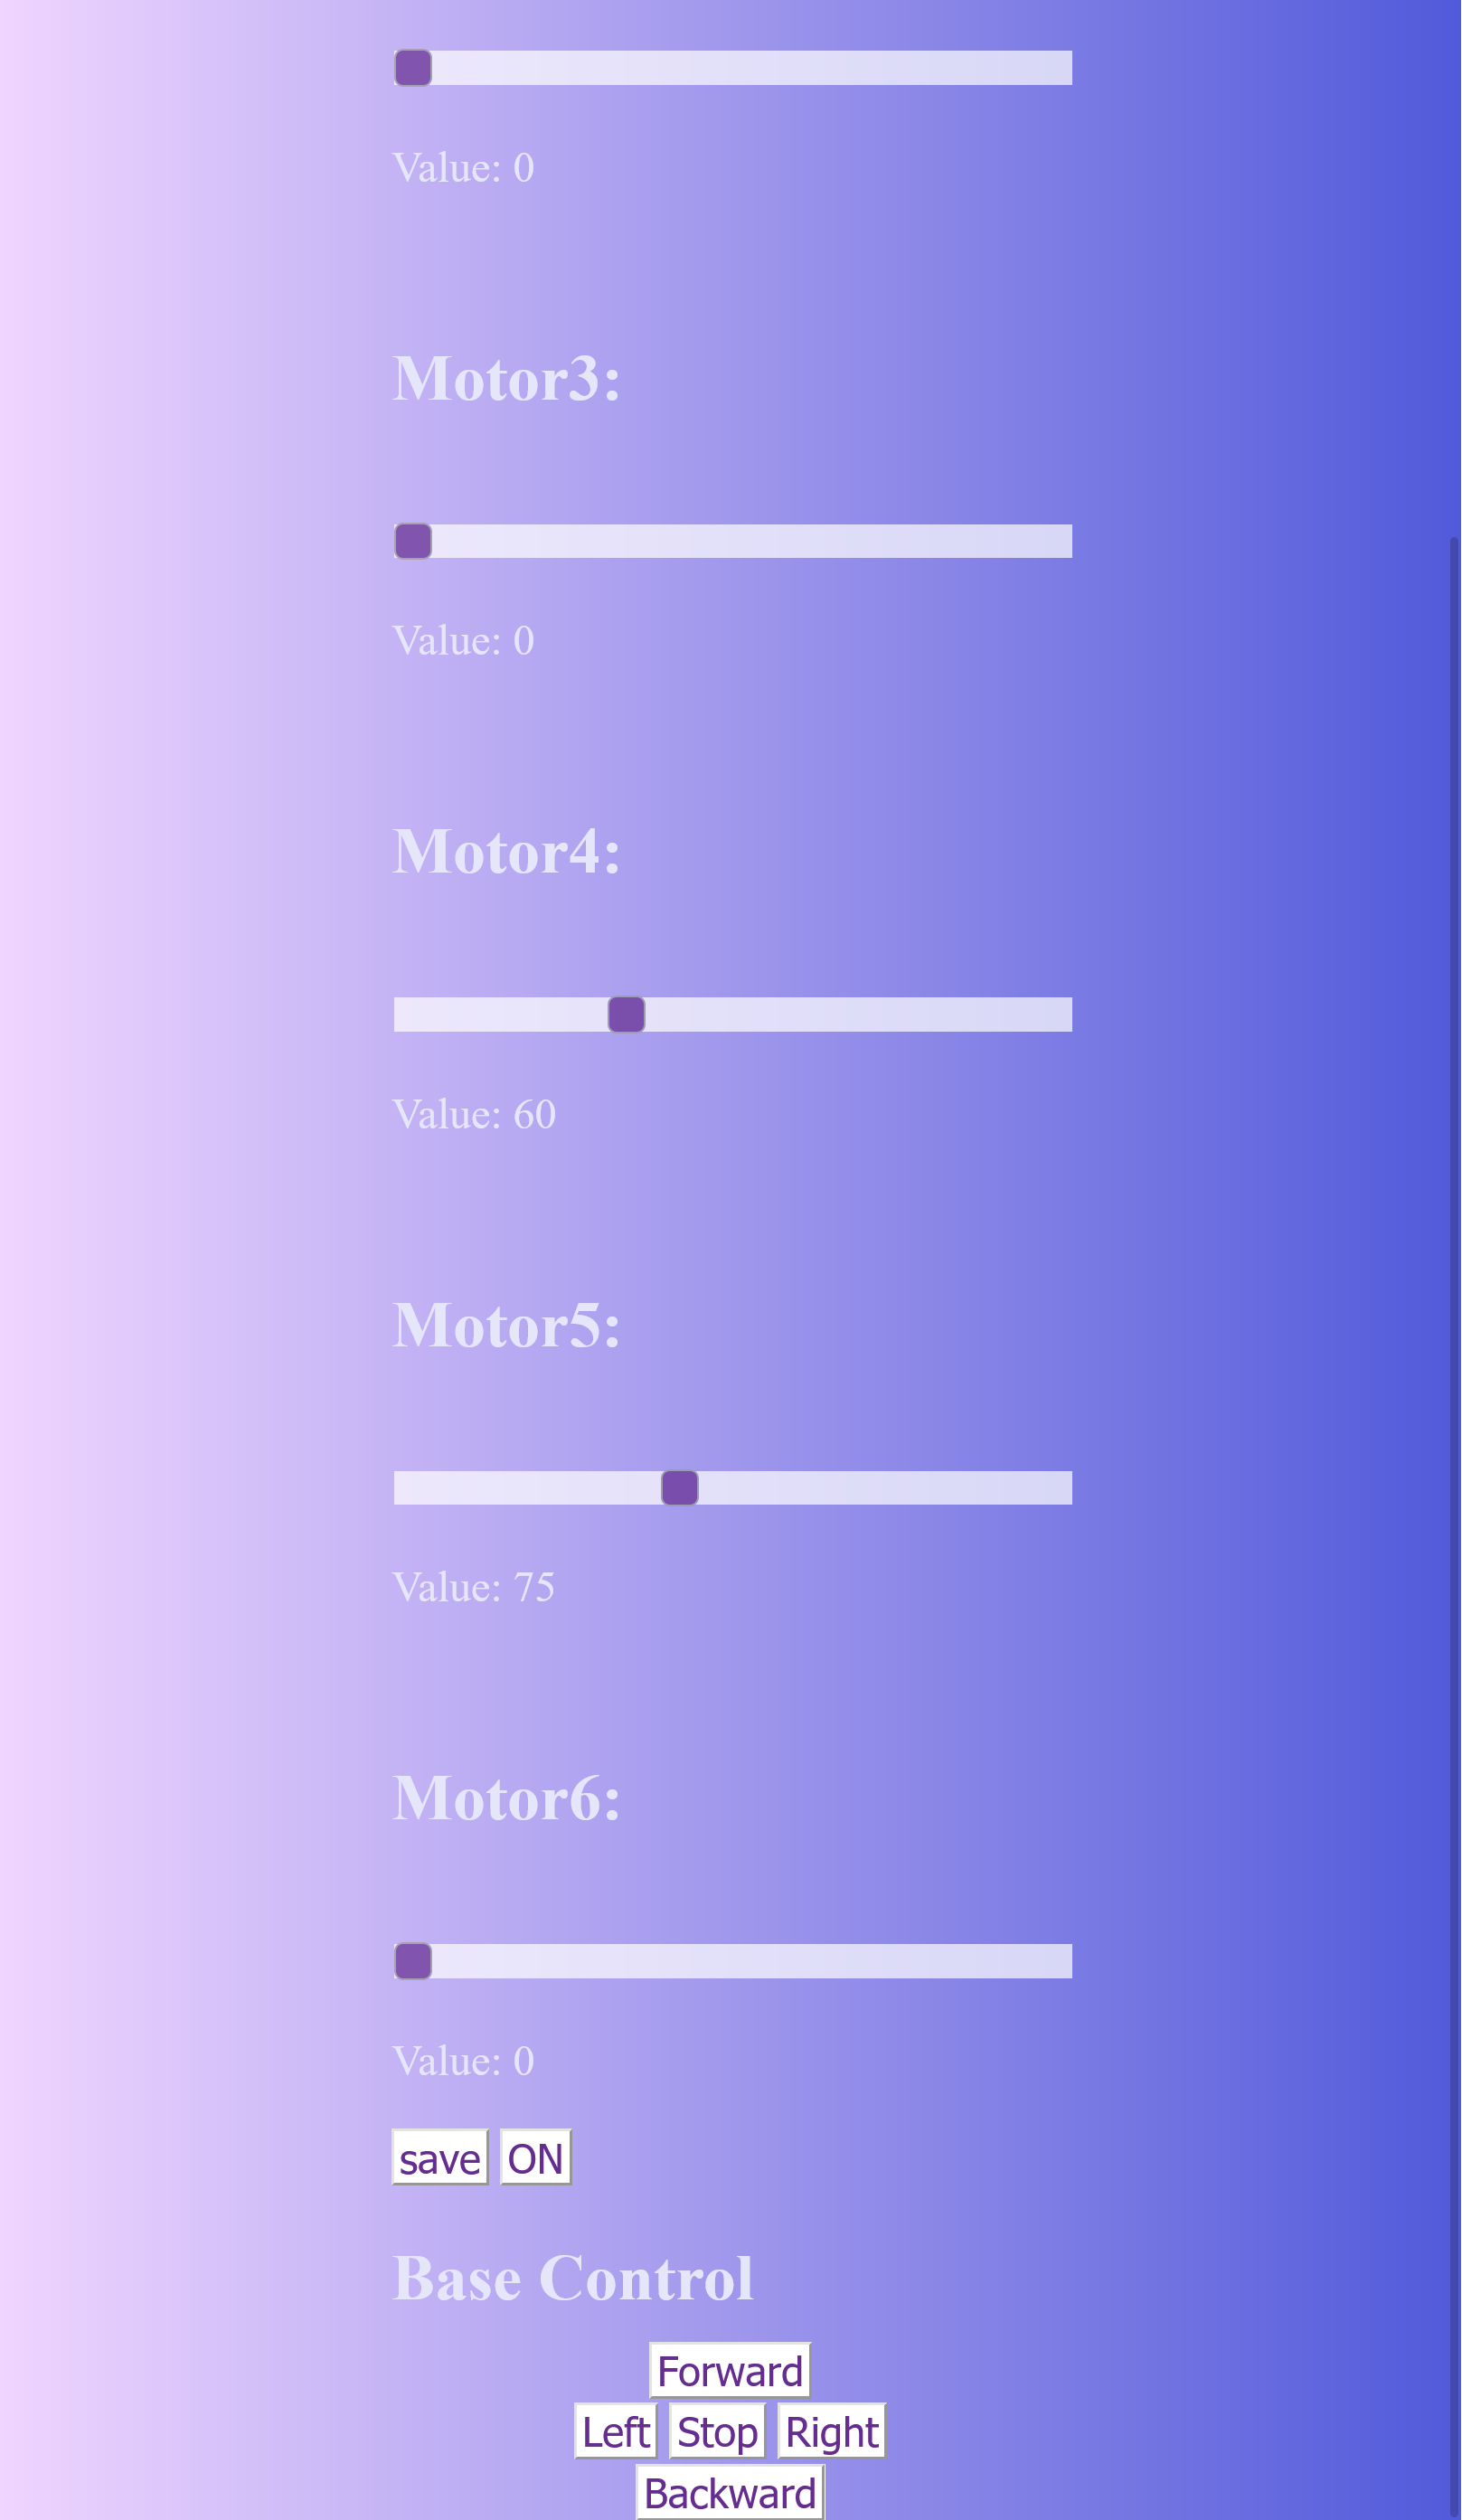 Value: 0
Motor3:
Value: 0
Motor4:
Value: 60
Motor5:
Value: 75
Motor6:
Value: 0
save ON
Base Control
Forward
Left Stop Right
Backward